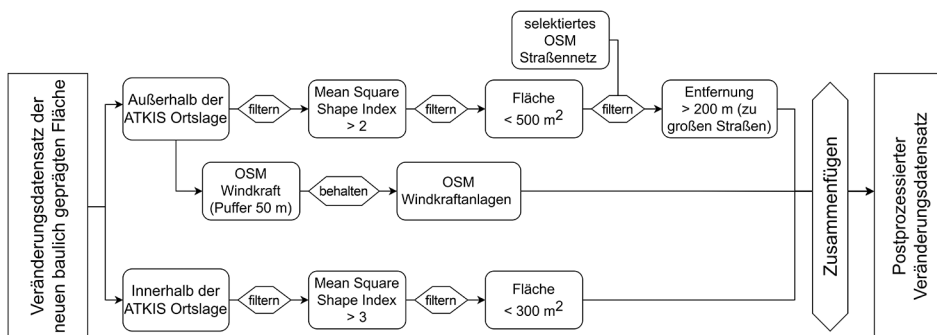 Veränderungsdatensatz der
neuen baulich geprägten Fläche
Außerhalb der
ATKIS Ortslage
filtern
Mean Square
Shape Index
> 2
filtern
Fläche
< 500 m²
filtern
selektiertes
OSM
Straßennetz
Entfernung
> 200 m (zu
großen Straßen)
OSM
Windkraft
(Puffer 50 m)
behalten
OSM
Windkraftanlagen
Innerhalb der
ATKIS Ortslage
filtern
Mean Square
Shape Index
> 3
filtern
Fläche
< 300 m²
Zusammenfügen
Postprozessierter
Veränderungsdatensatz